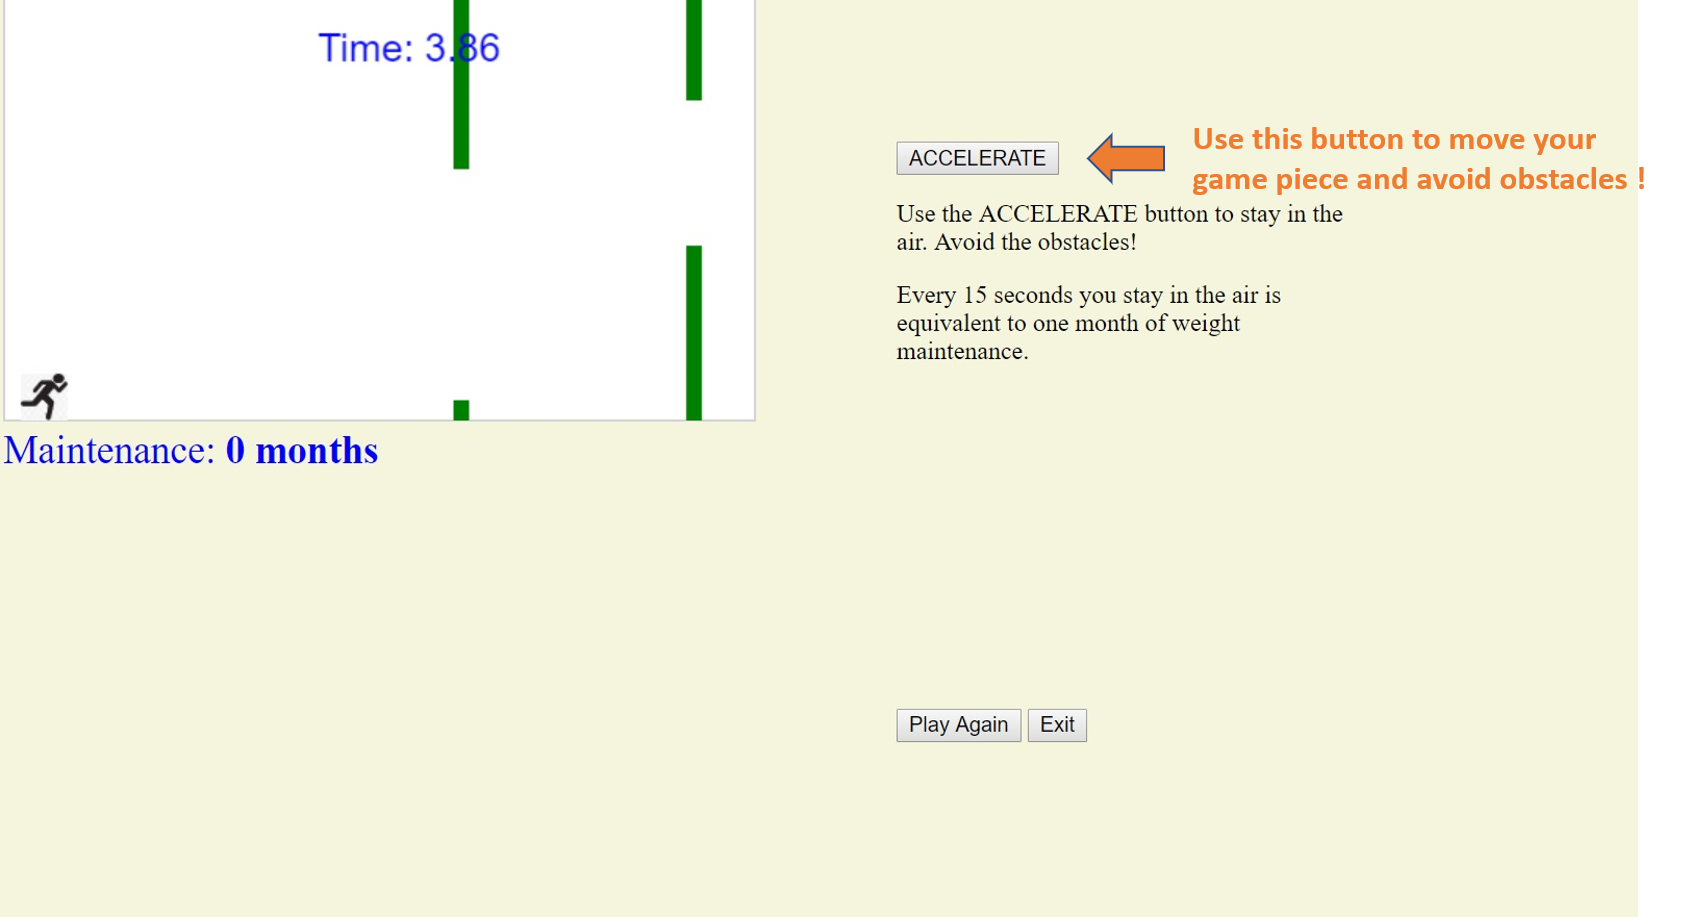 Time: 3.86
ACCELERATE
Use this button to move your
game piece and avoid obstacles !
Use the ACCELERATE button to stay in the
air. Avoid the obstacles!
Every 15 seconds you stay in the air is
equivalent to one month of weight
maintenance.
Maintenance: 0 months
Play Again
Exit